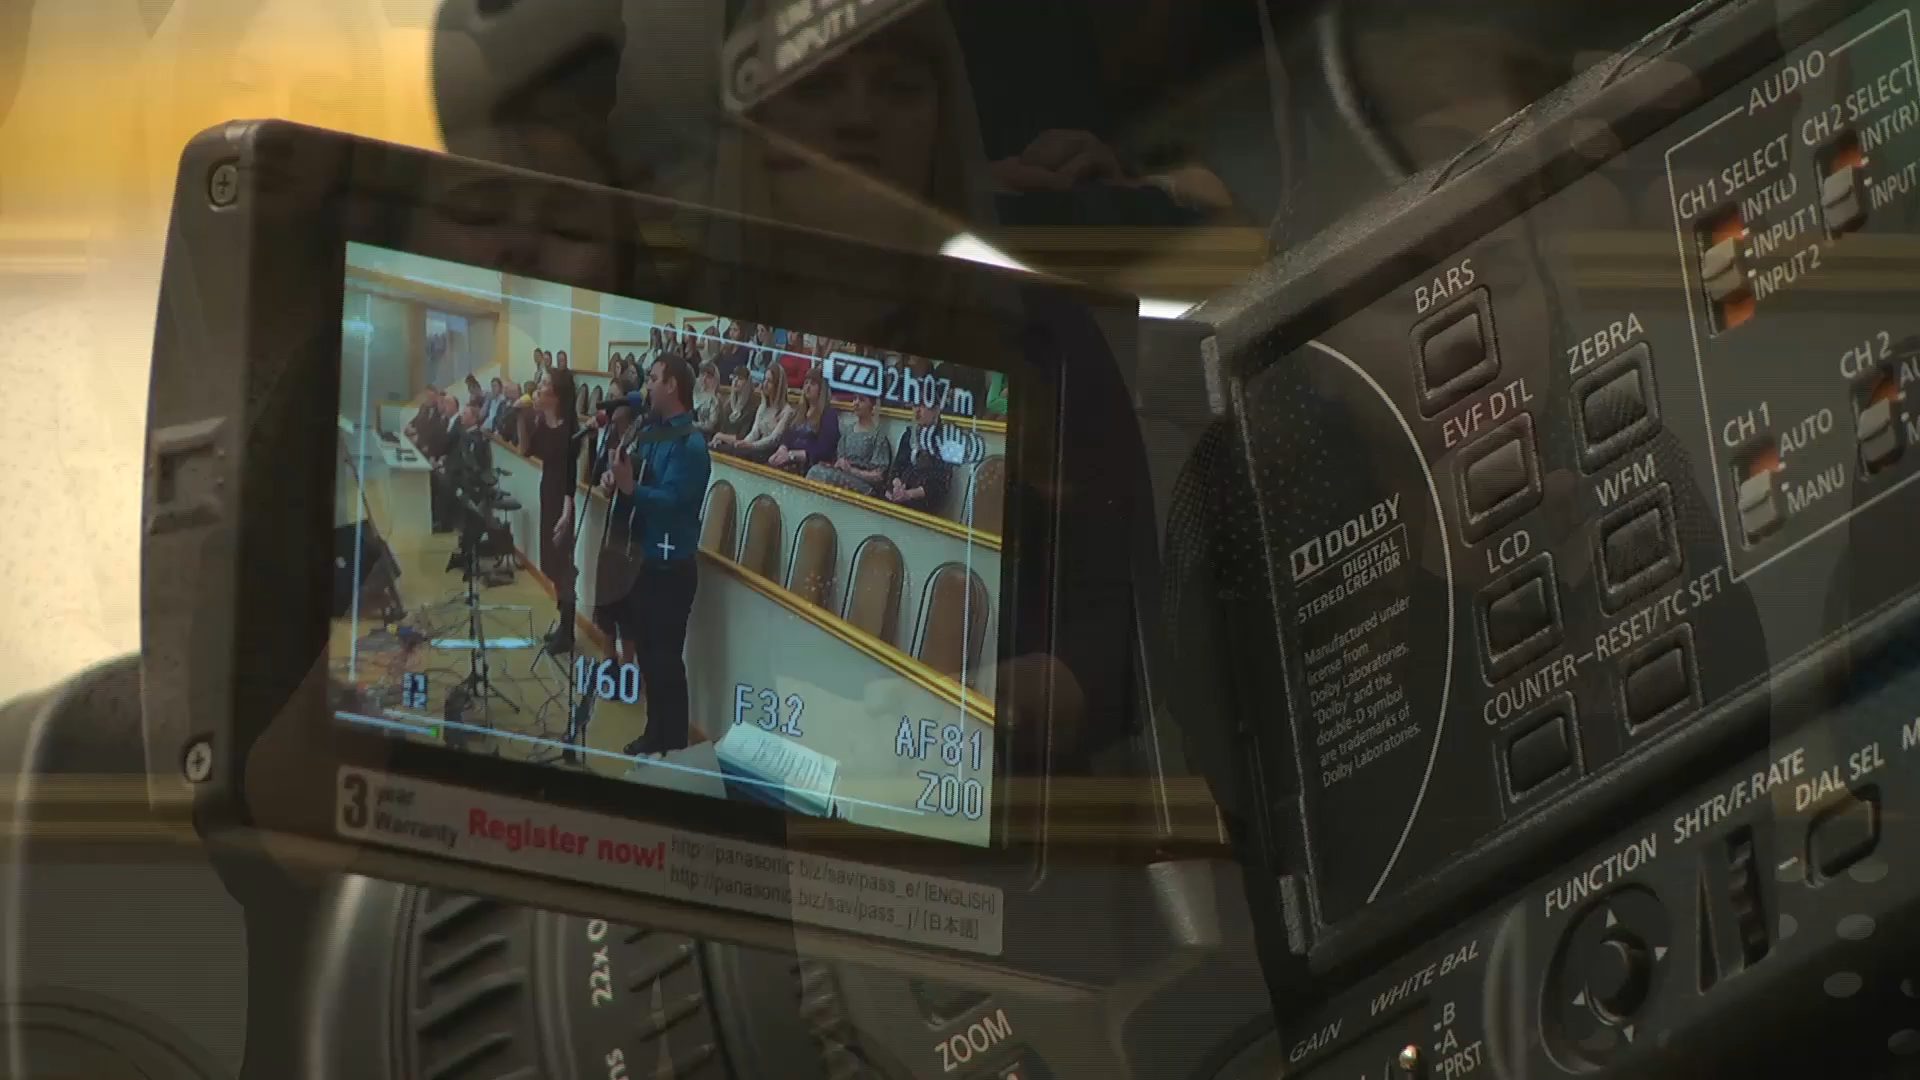 INPUT1
AUDIO
CH1 SELECT
INT(L)
INPUT1
INPUT2
CH2 SELECT
INT(R)
INPUT
BARS
ZEBRA
EVF DTL
WFM
LCD
COUNTER-RESET/TC SET
CH 1
AUTO
MANU
CH 2
DOLBY
DIGITAL
STEREO CREATOR
Manufactured under
license from
Dolby Laboratories.
"Dolby" and the
double-D symbol
are trademarks of
Dolby Laboratories.
2h07m
1/60
F3.2
AF81
Z00
3 year Warranty
Register now!
http://panasonic.biz/sav/pass_e/ [ENGLISH]
http://panasonic.biz/sav/pass_j/ [日本語]
SHTR/F.RATE
DIAL SEL
FUNCTION
WHITE BAL
GAIN
B
A
PRST
ZOOM